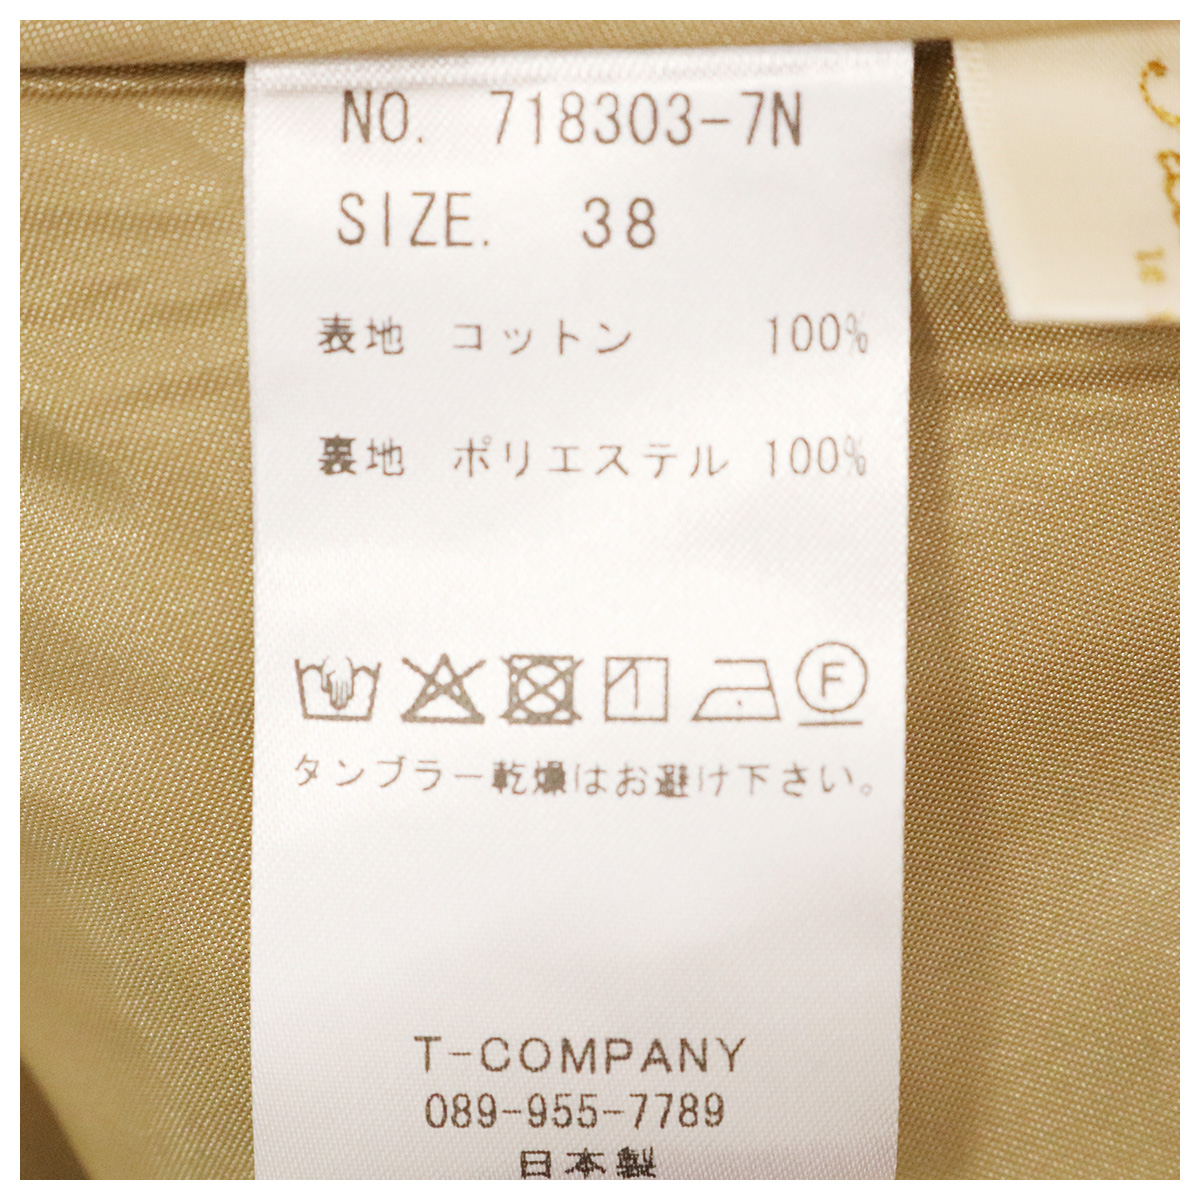 NO. 718303-7N
SIZE. 38
表地 コットン 100%
裏地 ポリエステル 100%
F
タンブラー乾燥はお避け下さい。
T-COMPANY
089-955-7789
日本製